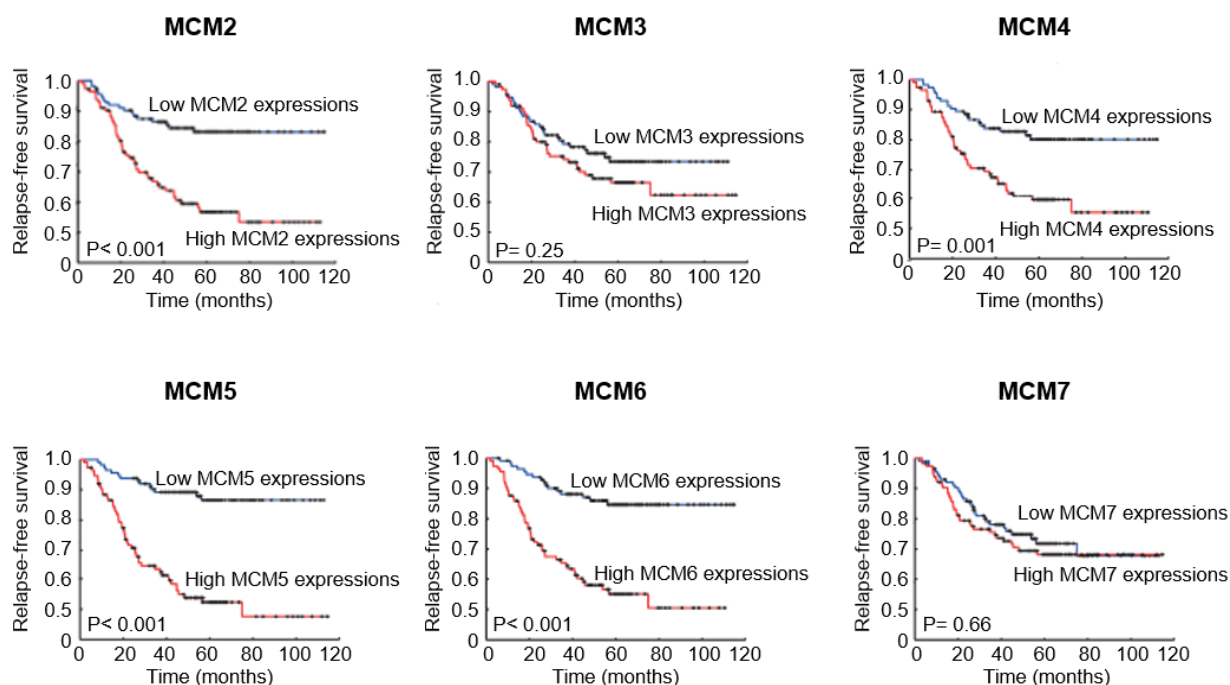 MCM2
Relapse-free survival
1.0
0.9
0.8
0.7
0.6
0.5
0
Low MCM2 expressions
High MCM2 expressions
P< 0.001
0 20 40 60 80 100 120
Time (months)
MCM3
Relapse-free survival
1.0
0.9
0.8
0.7
0.6
0.5
0
Low MCM3 expressions
High MCM3 expressions
P= 0.25
0 20 40 60 80 100 120
Time (months)
MCM4
Relapse-free survival
1.0
0.9
0.8
0.7
0.6
0.5
0
Low MCM4 expressions
High MCM4 expressions
P= 0.001
0 20 40 60 80 100 120
Time (months)
MCM5
Relapse-free survival
1.0
0.9
0.8
0.7
0.6
0.5
0
Low MCM5 expressions
High MCM5 expressions
P< 0.001
0 20 40 60 80 100 120
Time (months)
MCM6
Relapse-free survival
1.0
0.9
0.8
0.7
0.6
0.5
0
Low MCM6 expressions
High MCM6 expressions
P< 0.001
0 20 40 60 80 100 120
Time (months)
MCM7
Relapse-free survival
1.0
0.9
0.8
0.7
0.6
0.5
0
Low MCM7 expressions
High MCM7 expressions
P= 0.66
0 20 40 60 80 100 120
Time (months)